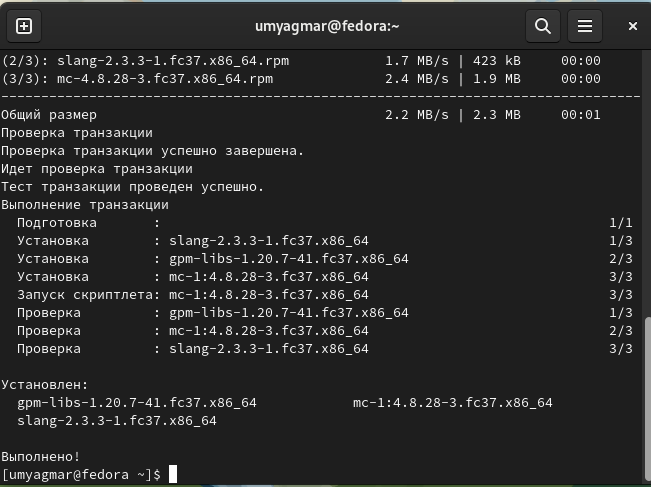 umyagmar@fedora:~
(2/3): slang-2.3.3-1.fc37.x86_64.rpm 1.7 MB/s | 423 kB 00:00
(3/3): mc-4.8.28-3.fc37.x86_64.rpm 2.4 MB/s | 1.9 MB 00:00
--------------------------------------------------------------------------------
Общий размер 2.2 MB/s | 2.3 MB 00:01
Проверка транзакции
Проверка транзакции успешно завершена.
Идет проверка транзакции
Тест транзакции проведен успешно.
Выполнение транзакции
Подготовка : 1/1
Установка : slang-2.3.3-1.fc37.x86_64 1/3
Установка : gpm-libs-1.20.7-41.fc37.x86_64 2/3
Установка : mc-1:4.8.28-3.fc37.x86_64 3/3
Запуск скриптлета: mc-1:4.8.28-3.fc37.x86_64 3/3
Проверка : gpm-libs-1.20.7-41.fc37.x86_64 1/3
Проверка : mc-1:4.8.28-3.fc37.x86_64 2/3
Проверка : slang-2.3.3-1.fc37.x86_64 3/3
Установлен:
gpm-libs-1.20.7-41.fc37.x86_64 mc-1:4.8.28-3.fc37.x86_64
slang-2.3.3-1.fc37.x86_64
Выполнено!
[umyagmar@fedora ~]$